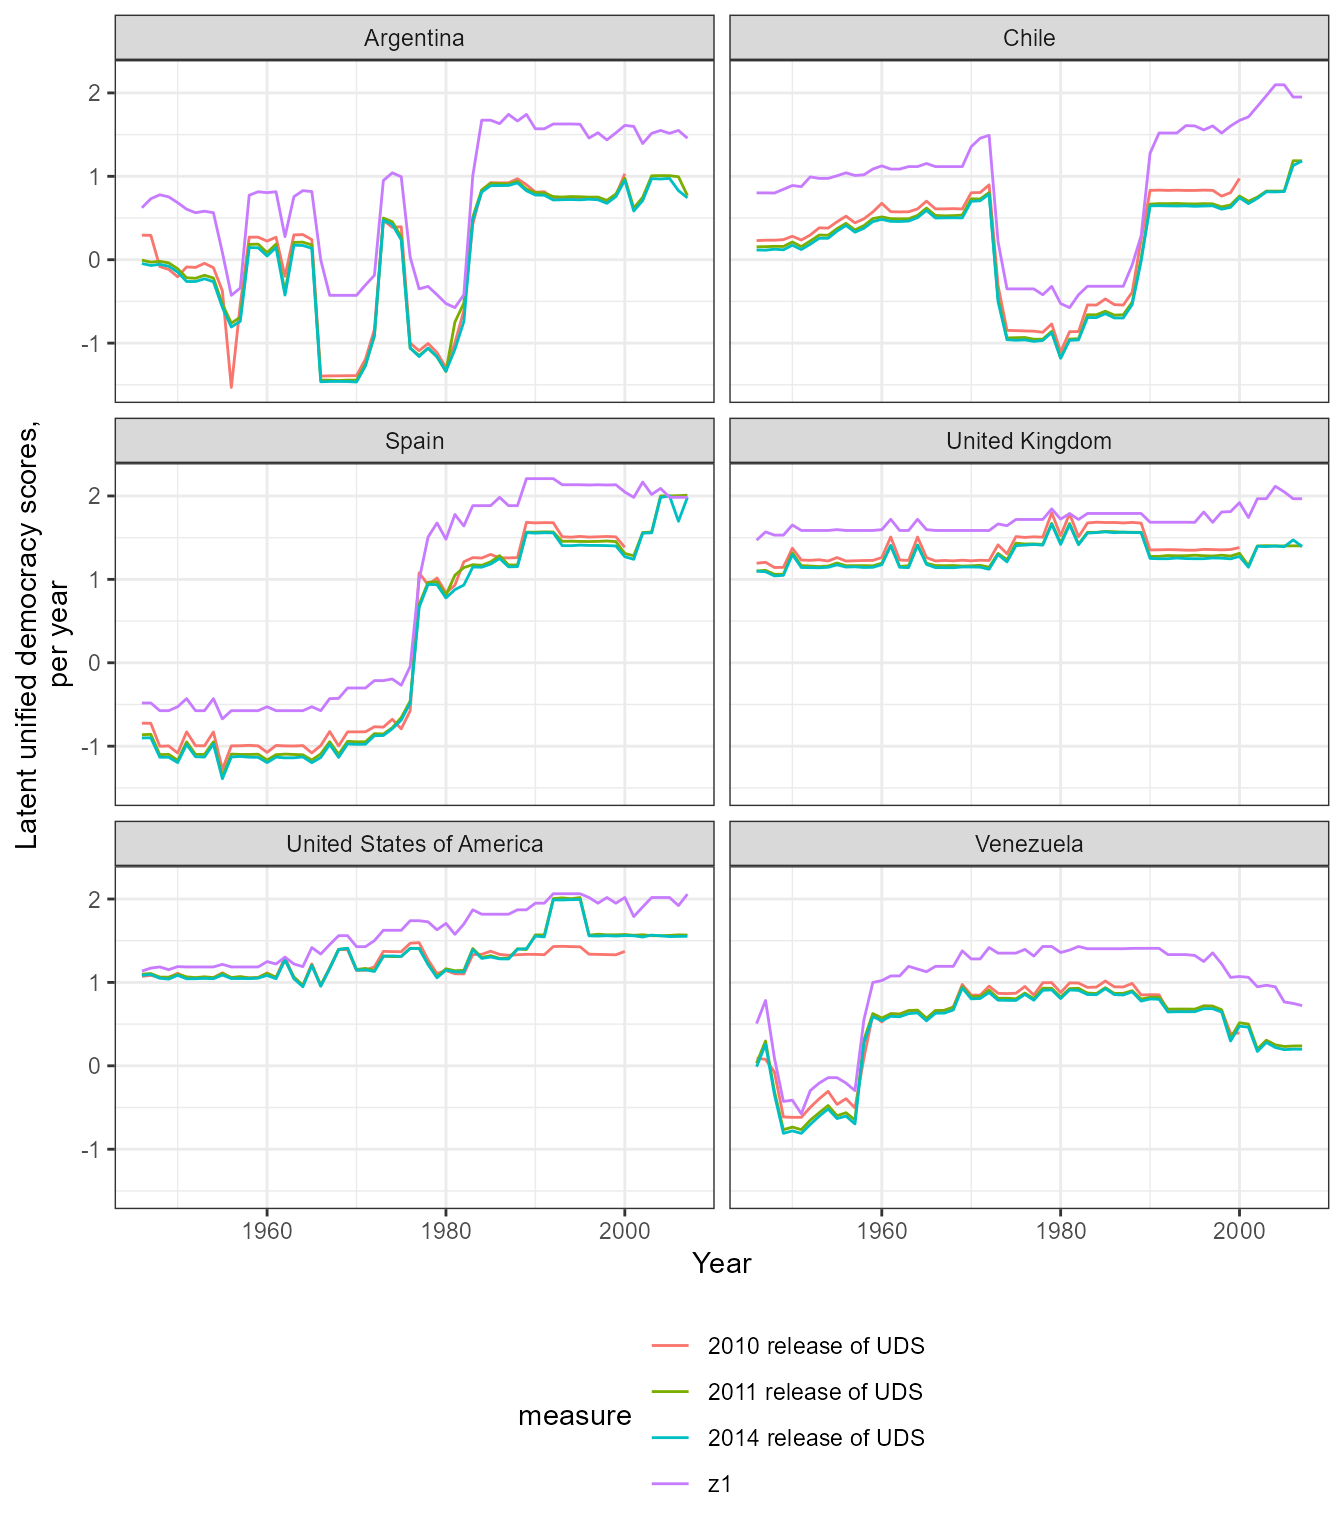 Argentina
Chile
2
1
0
-1
Spain
United Kingdom
2
1
0
-1
Latent unified democracy scores,
per year
United States of America
Venezuela
2
1
0
-1
1960
1980
2000
1960
1980
2000
Year
measure
2010 release of UDS
2011 release of UDS
2014 release of UDS
z1